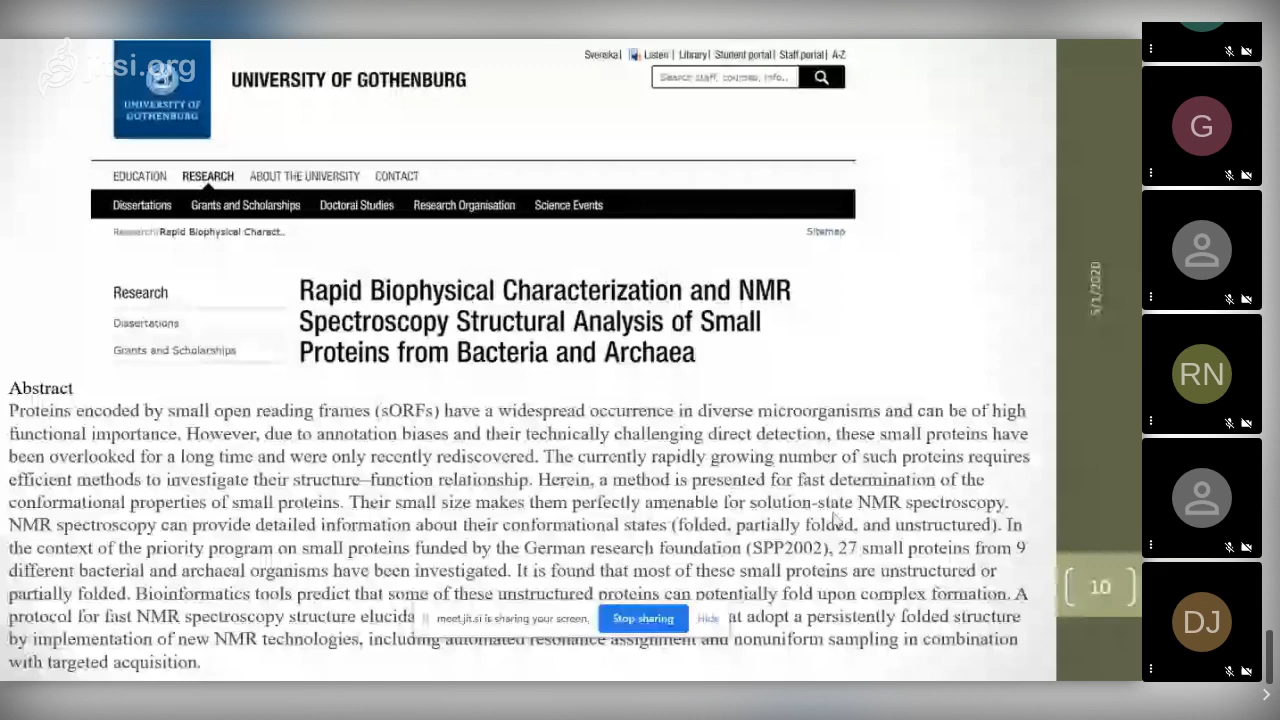 jitsi.org
UNIVERSITY OF
GOTHENBURG
UNIVERSITY OF GOTHENBURG
Svenska| Listen | Library| Student portal| Staff portal| A-Z
Search staff, courses, info..
EDUCATION RESEARCH ABOUT THE UNIVERSITY CONTACT
Dissertations Grants and Scholarships Doctoral Studies Research Organisation Science Events
Research/Rapid Biophysical Charact..
Sitemap
Research
Dissertations
Grants and Scholarships
Rapid Biophysical Characterization and NMR
Spectroscopy Structural Analysis of Small
Proteins from Bacteria and Archaea
Abstract
Proteins encoded by small open reading frames (sORFs) have a widespread occurrence in diverse microorganisms and can be of high
functional importance. However, due to annotation biases and their technically challenging direct detection, these small proteins have
been overlooked for a long time and were only recently rediscovered. The currently rapidly growing number of such proteins requires
efficient methods to investigate their structure–function relationship. Herein, a method is presented for fast determination of the
conformational properties of small proteins. Their small size makes them perfectly amenable for solution-state NMR spectroscopy.
NMR spectroscopy can provide detailed information about their conformational states (folded, partially folded, and unstructured). In
the context of the priority program on small proteins funded by the German research foundation (SPP2002), 27 small proteins from 9
different bacterial and archaeal organisms have been investigated. It is found that most of these small proteins are unstructured or
partially folded. Bioinformatics tools predict that some of these unstructured proteins can potentially fold upon complex formation. A
protocol for fast NMR spectroscopy structure elucida at adopt a persistently folded structure
by implementation of new NMR technologies, including automated resonance assignment and nonuniform sampling in combination
with targeted acquisition.
meet.jit.si is sharing your screen. Stop sharing Hide
5/1/2020
10
G
RN
DJ